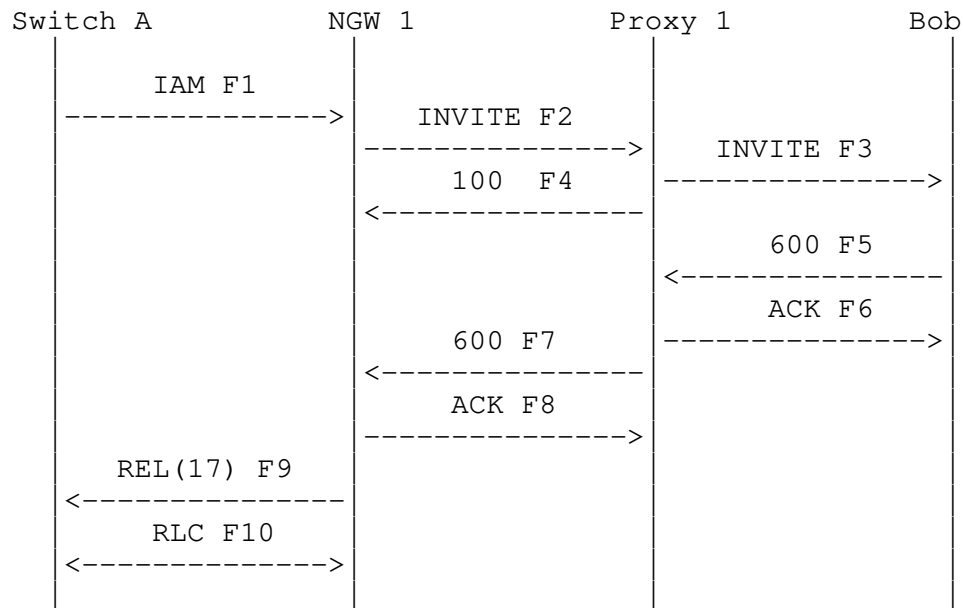 Switch A NGW 1 Proxy 1 Bob
IAM F1
INVITE F2
INVITE F3
100 F4
600 F5
ACK F6
600 F7
ACK F8
REL(17) F9
RLC F10